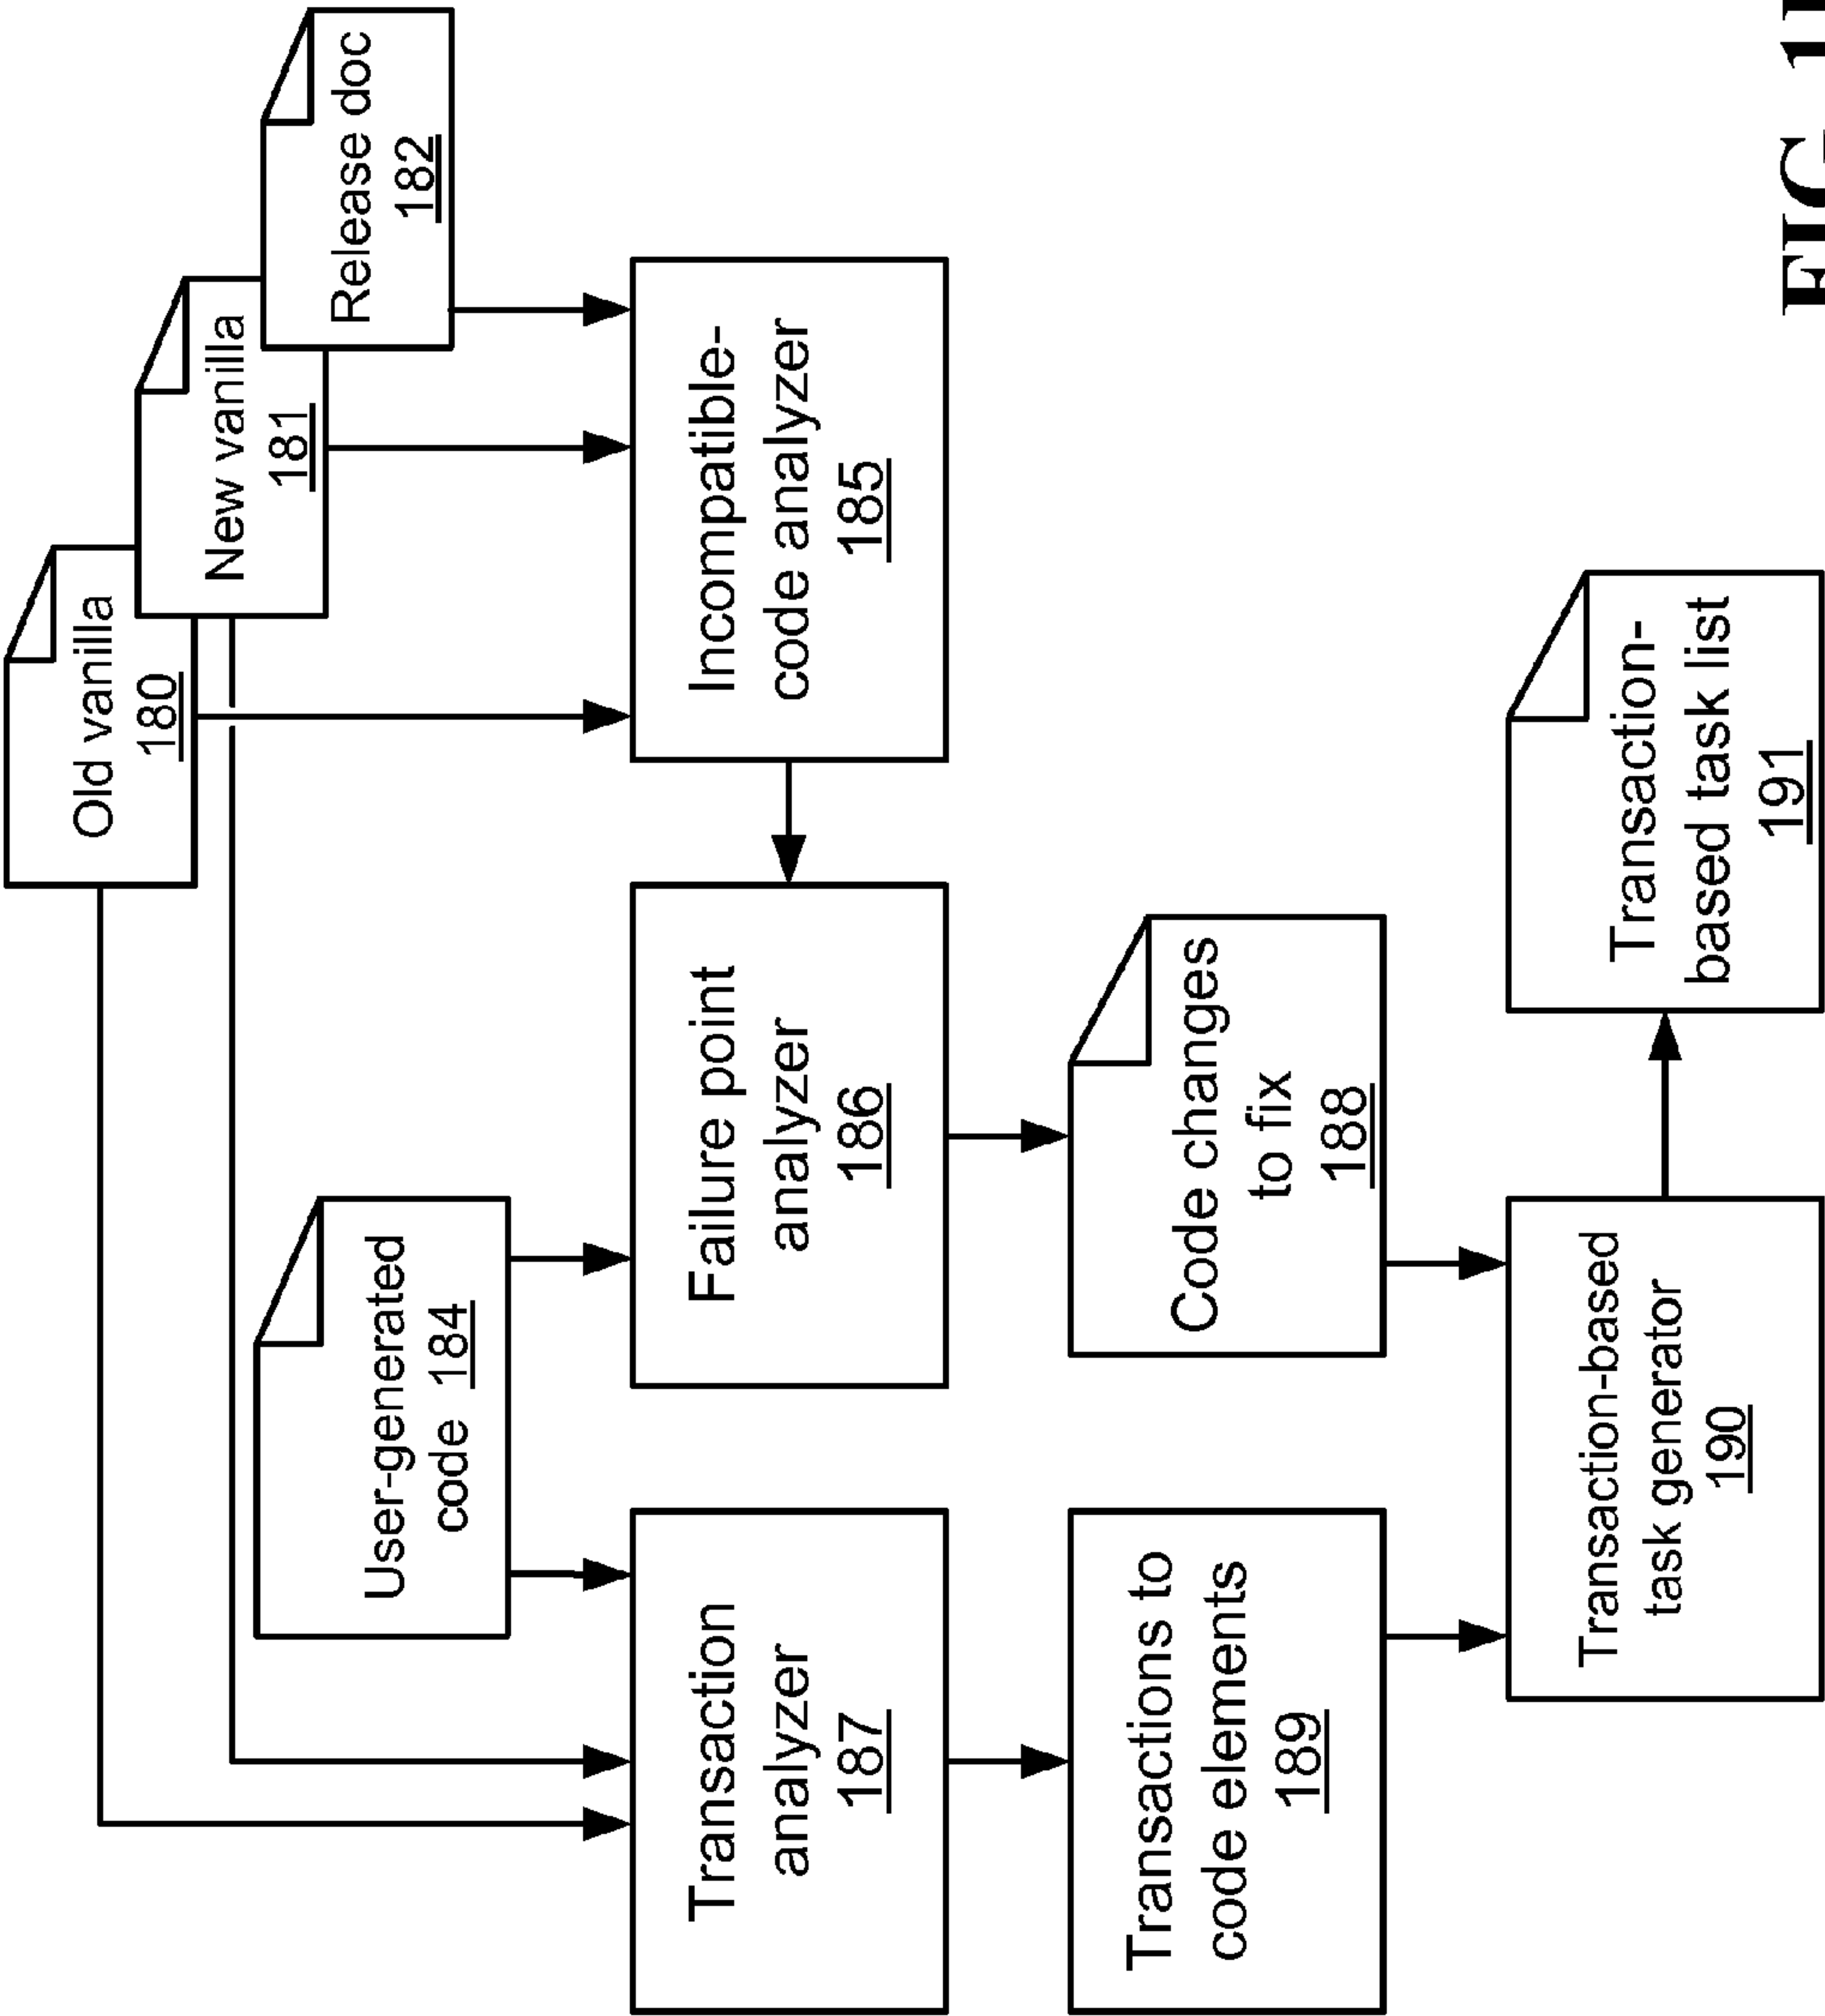 Old vanilla
180
New vanilla
181
Release doc
182
User-generated
code 184
Transaction
analyzer
187
Failure point
analyzer
186
Incompatible-
code analyzer
185
Transactions to
code elements
189
Code changes
to fix
188
Transaction-based
task generator
190
Transaction-
based task list
191